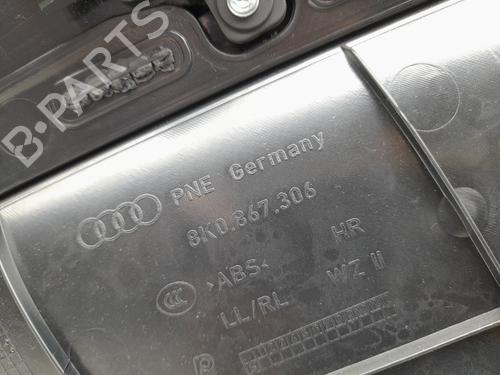 B-PARTS
PNE Germany
8K0.867.306
>ABS< HR
LL/RL WZ II